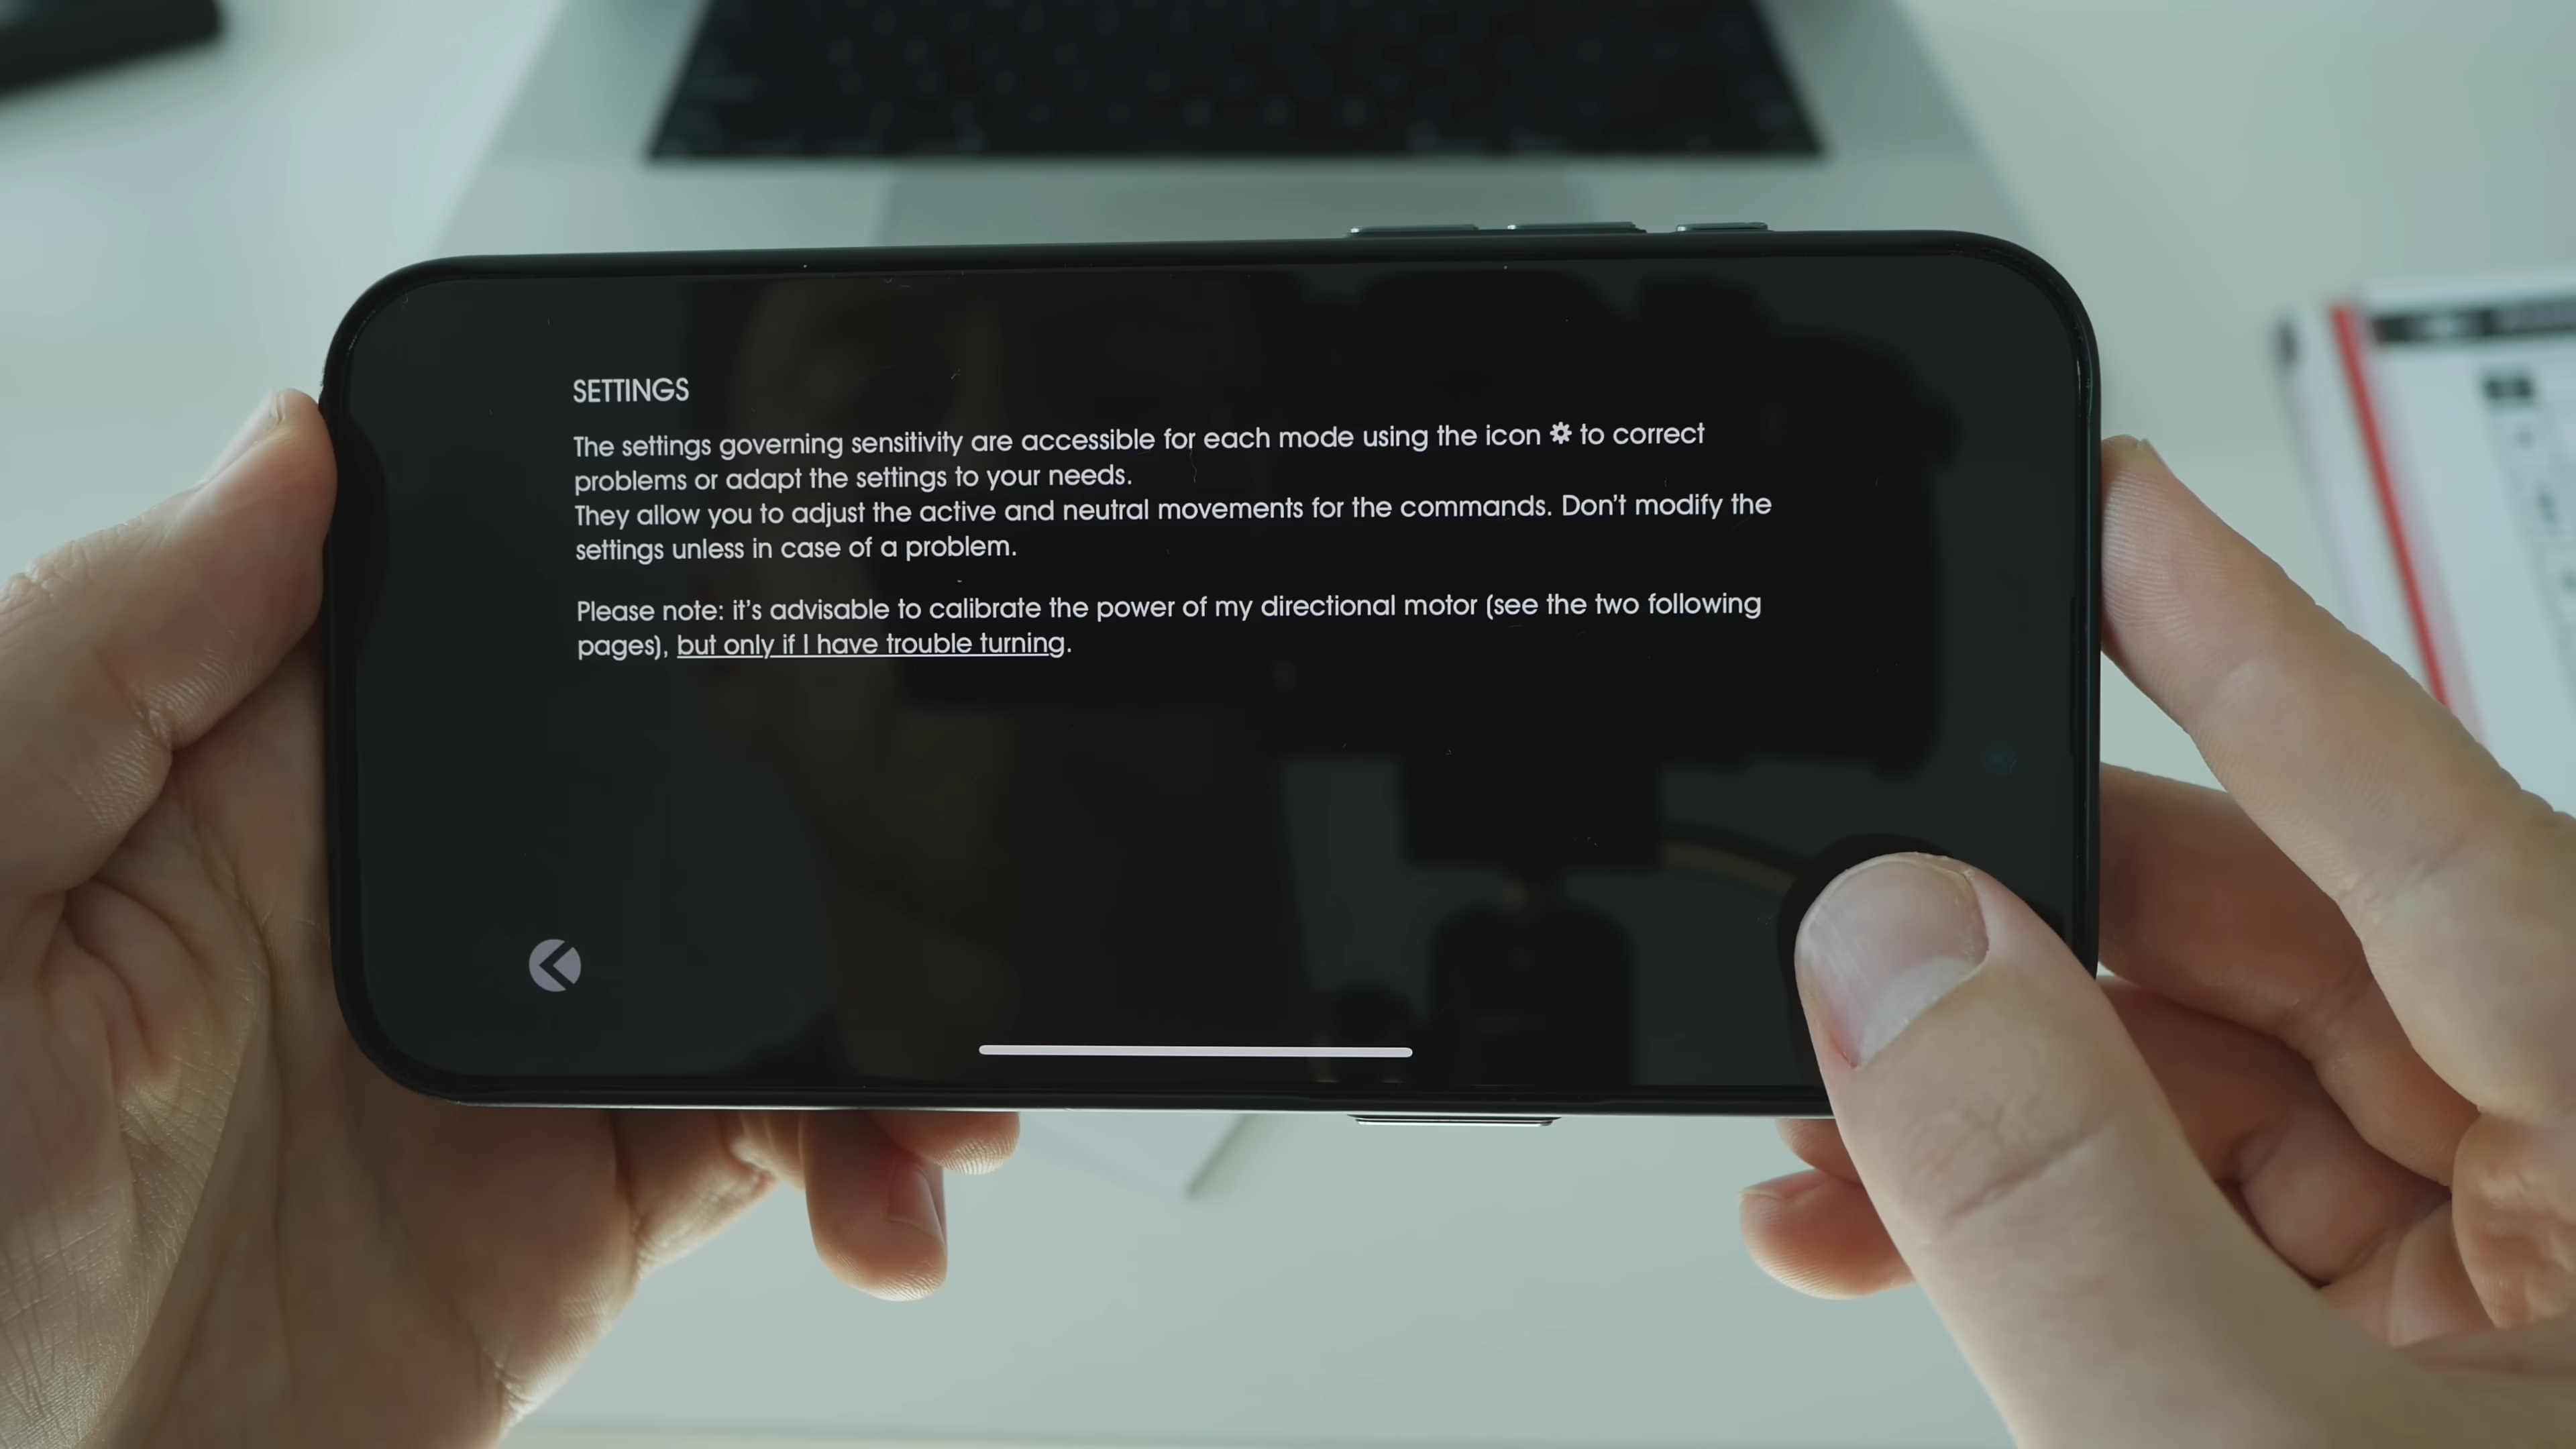 SETTINGS
The settings governing sensitivity are accessible for each mode using the icon ⚙ to correct
problems or adapt the settings to your needs.
They allow you to adjust the active and neutral movements for the commands. Don't modify the
settings unless in case of a problem.
Please note: it's advisable to calibrate the power of my directional motor (see the two following
pages), but only if I have trouble turning.